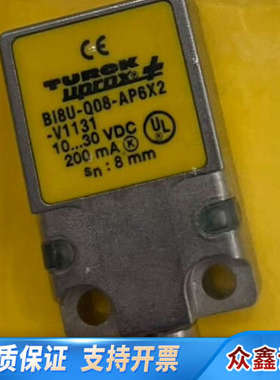 CE
TURCK
uprox+
BI8U-Q08-AP6X2
-V1131
10...30 VDC
200 mA K UL
sn : 8 mm
质保证 支持开票
众鑫